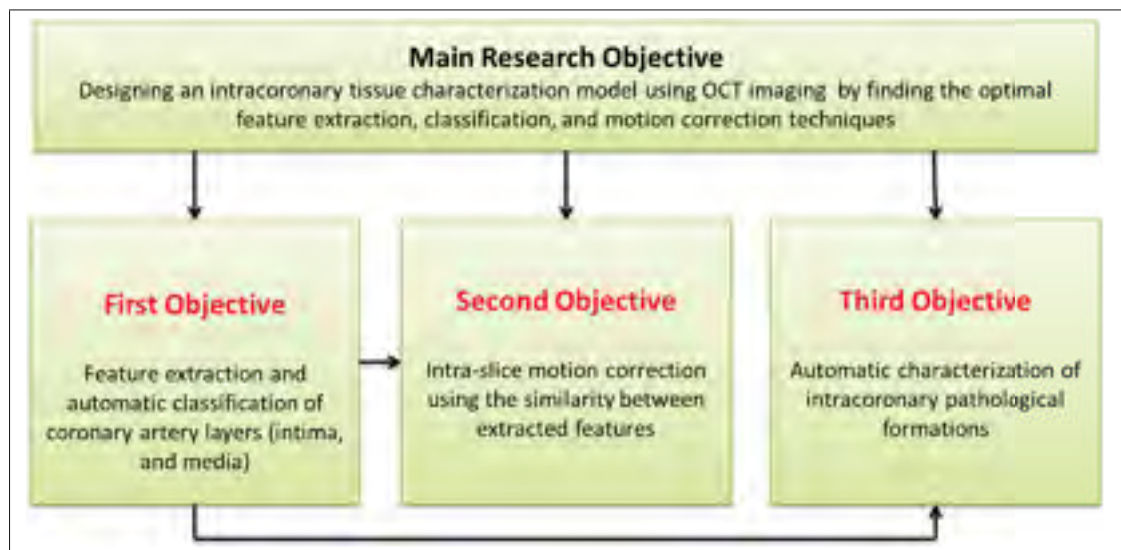 Main Research Objective
Designing an intracoronary tissue characterization model using OCT imaging by finding the optimal
feature extraction, classification, and motion correction techniques
First Objective
Feature extraction and
automatic classification of
coronary artery layers (intima,
and media)
Second Objective
Intra-slice motion correction
using the similarity between
extracted features
Third Objective
Automatic characterization of
intracoronary pathological
formations